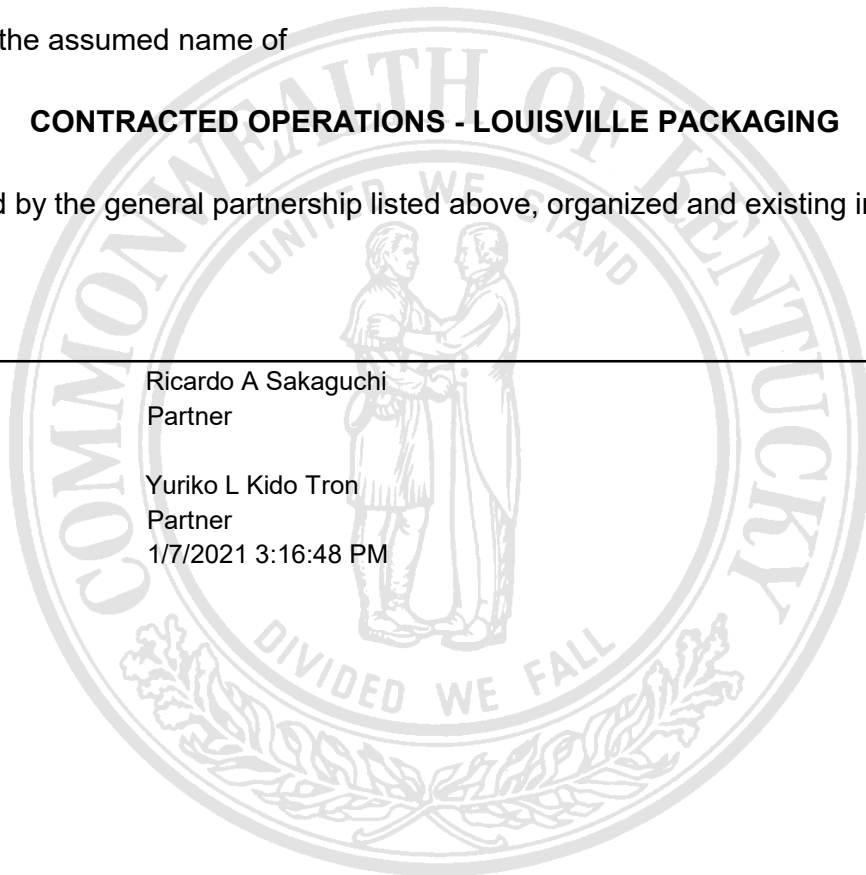 the assumed name of
CONTRACTED OPERATIONS - LOUISVILLE PACKAGING
by the general partnership listed above, organized and existing
Ricardo A Sakaguchi
Partner
Yuriko L Kido Tron
Partner
1/7/2021 3:16:48 PM
COMMONWEALTH OF KENTUCKY
UNITED WE STAND
DIVIDED WE FALL